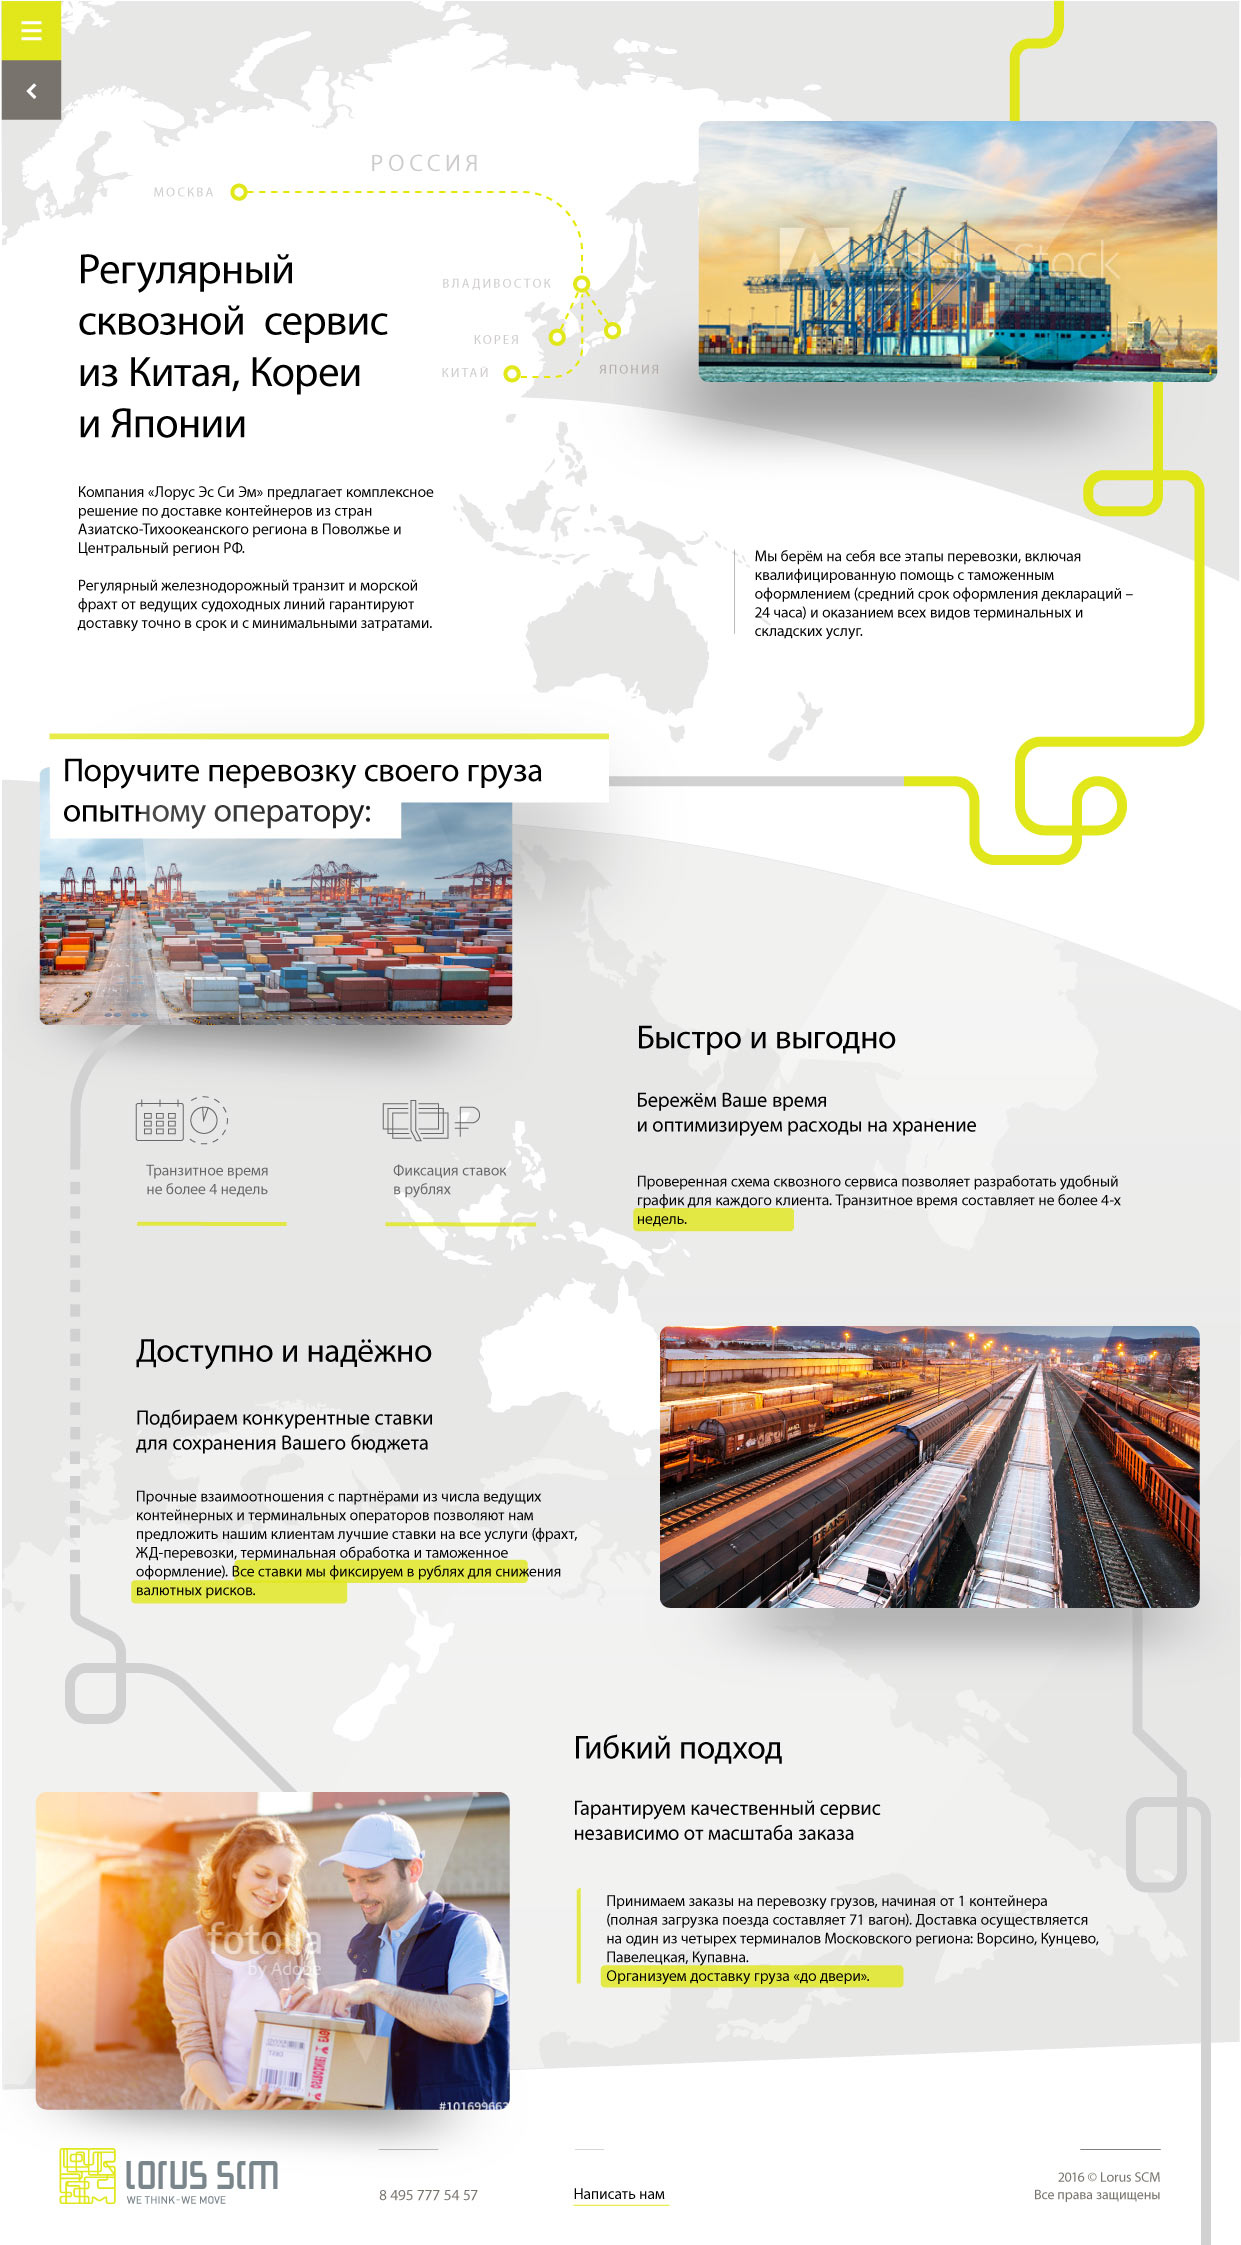 РОССИЯ
МОСКВА
ВЛАДИВОСТОК
КОРЕЯ
КИТАЙ
ЯПОНИЯ
Adobe Stock
Регулярный
сквозной сервис
из Китая, Кореи
и Японии
Компания «Лорус Эс Си Эм» предлагает комплексное
решение по доставке контейнеров из стран
Азиатско-Тихоокеанского региона в Поволжье и
Центральный регион РФ.
Регулярный железнодорожный транзит и морской
фрахт от ведущих судоходных линий гарантируют
доставку точно в срок и с минимальными затратами.
Мы берём на себя все этапы перевозки, включая
квалифицированную помощь с таможенным
оформлением (средний срок оформления деклараций –
24 часа) и оказанием всех видов терминальных и
складских услуг.
Поручите перевозку своего груза
опытному оператору:
Быстро и выгодно
Бережём Ваше время
и оптимизируем расходы на хранение
Проверенная схема сквозного сервиса позволяет разработать удобный
график для каждого клиента. Транзитное время составляет не более 4-х
недель.
Транзитное время
не более 4 недель
Фиксация ставок
в рублях
Доступно и надёжно
Подбираем конкурентные ставки
для сохранения Вашего бюджета
Прочные взаимоотношения с партнёрами из числа ведущих
контейнерных и терминальных операторов позволяют нам
предложить нашим клиентам лучшие ставки на все услуги (фрахт,
ЖД-перевозки, терминальная обработка и таможенное
оформление). Все ставки мы фиксируем в рублях для снижения
валютных рисков.
Гибкий подход
Гарантируем качественный сервис
независимо от масштаба заказа
Принимаем заказы на перевозку грузов, начиная от 1 контейнера
(полная загрузка поезда составляет 71 вагон). Доставка осуществляется
на один из четырех терминалов Московского региона: Ворсино, Кунцево,
Павелецкая, Купавна.
Организуем доставку груза «до двери».
fotolia
by Adobe
LORUS SCM
WE THINK - WE MOVE
8 495 777 54 57
Написать нам
2016 © Lorus SCM
Все права защищены